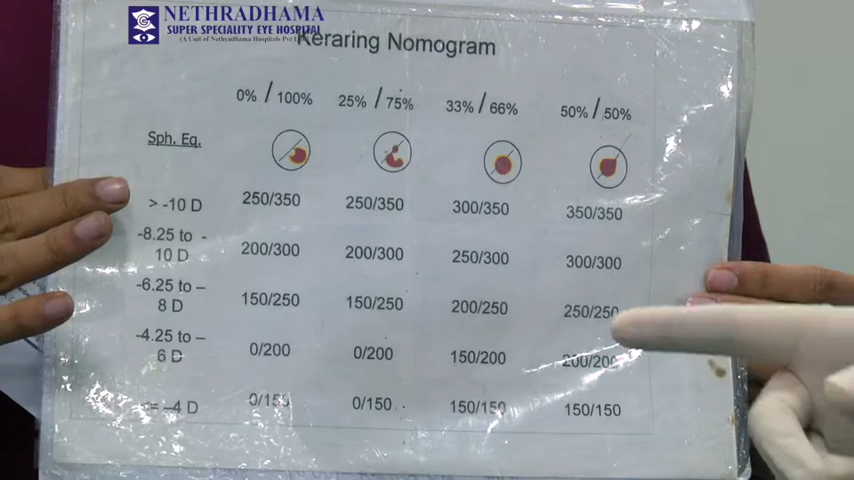 NETHRADHAMA
SUPER SPECIALITY EYE HOSPITAL
(A Unit of Nethradhama Hospitals Pvt Ltd)
Keraring Nomogram
0% / 100% 25% / 75% 33% / 66% 50% / 50%
Sph. Eq.
> -10 D 250/350 250/350 300/350 350/350
-8.25 to -
10 D 200/300 200/300 250/300 300/300
-6.25 to –
8 D 150/250 150/250 200/250 250/250
-4.25 to –
6 D 0/200 0/200 150/200 200/200
<= –4 D 0/150 0/150 150/150 150/150